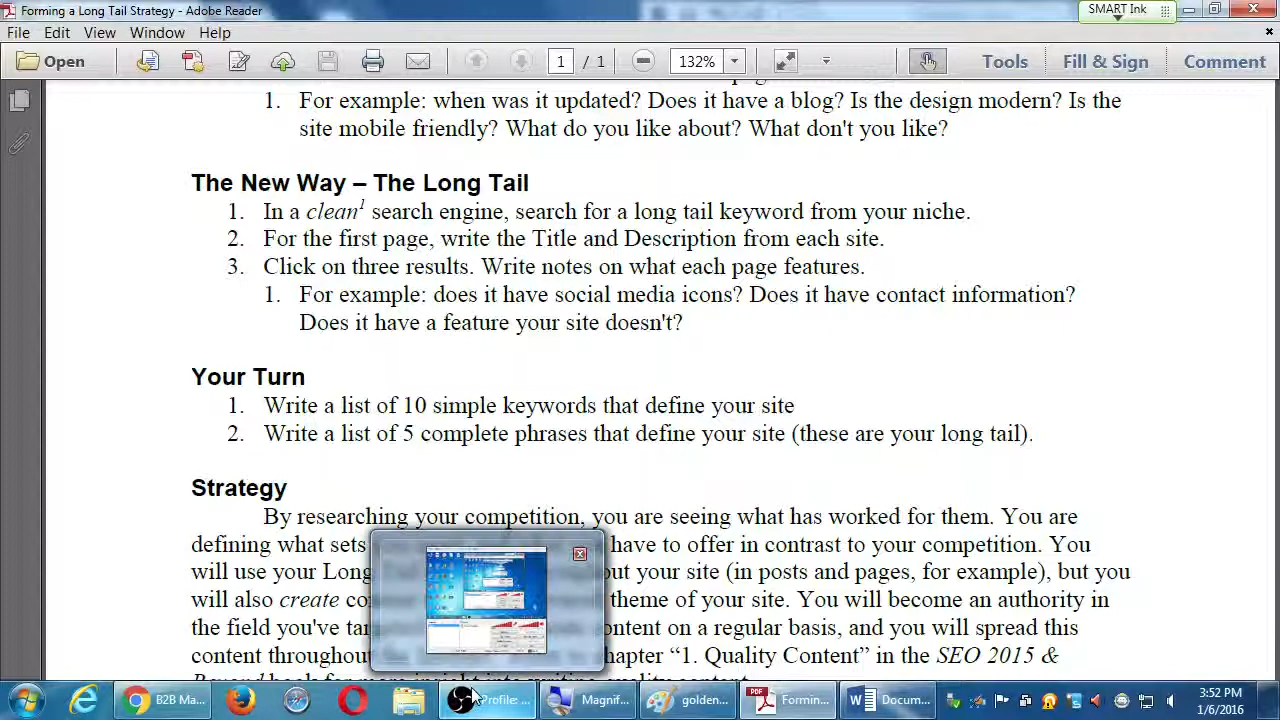 Forming a Long Tail Strategy - Adobe Reader
SMART Ink
File Edit View Window Help
Open 1 / 1 132% Tools Fill & Sign Comment
1. For example: when was it updated? Does it have a blog? Is the design modern? Is the
site mobile friendly? What do you like about? What don't you like?
The New Way – The Long Tail
1. In a clean1 search engine, search for a long tail keyword from your niche.
2. For the first page, write the Title and Description from each site.
3. Click on three results. Write notes on what each page features.
1. For example: does it have social media icons? Does it have contact information?
Does it have a feature your site doesn't?
Your Turn
1. Write a list of 10 simple keywords that define your site
2. Write a list of 5 complete phrases that define your site (these are your long tail).
Strategy
By researching your competition, you are seeing what has worked for them. You are
defining what sets have to offer in contrast to your competition. You
will use your Long out your site (in posts and pages, for example), but you
will also create co theme of your site. You will become an authority in
the field you've tar ontent on a regular basis, and you will spread this
content throughout chapter “1. Quality Content” in the SEO 2015 &
B2B Ma... Profile: ... Magnif... golden... PDF Formin... Docum...
3:52 PM
1/6/2016